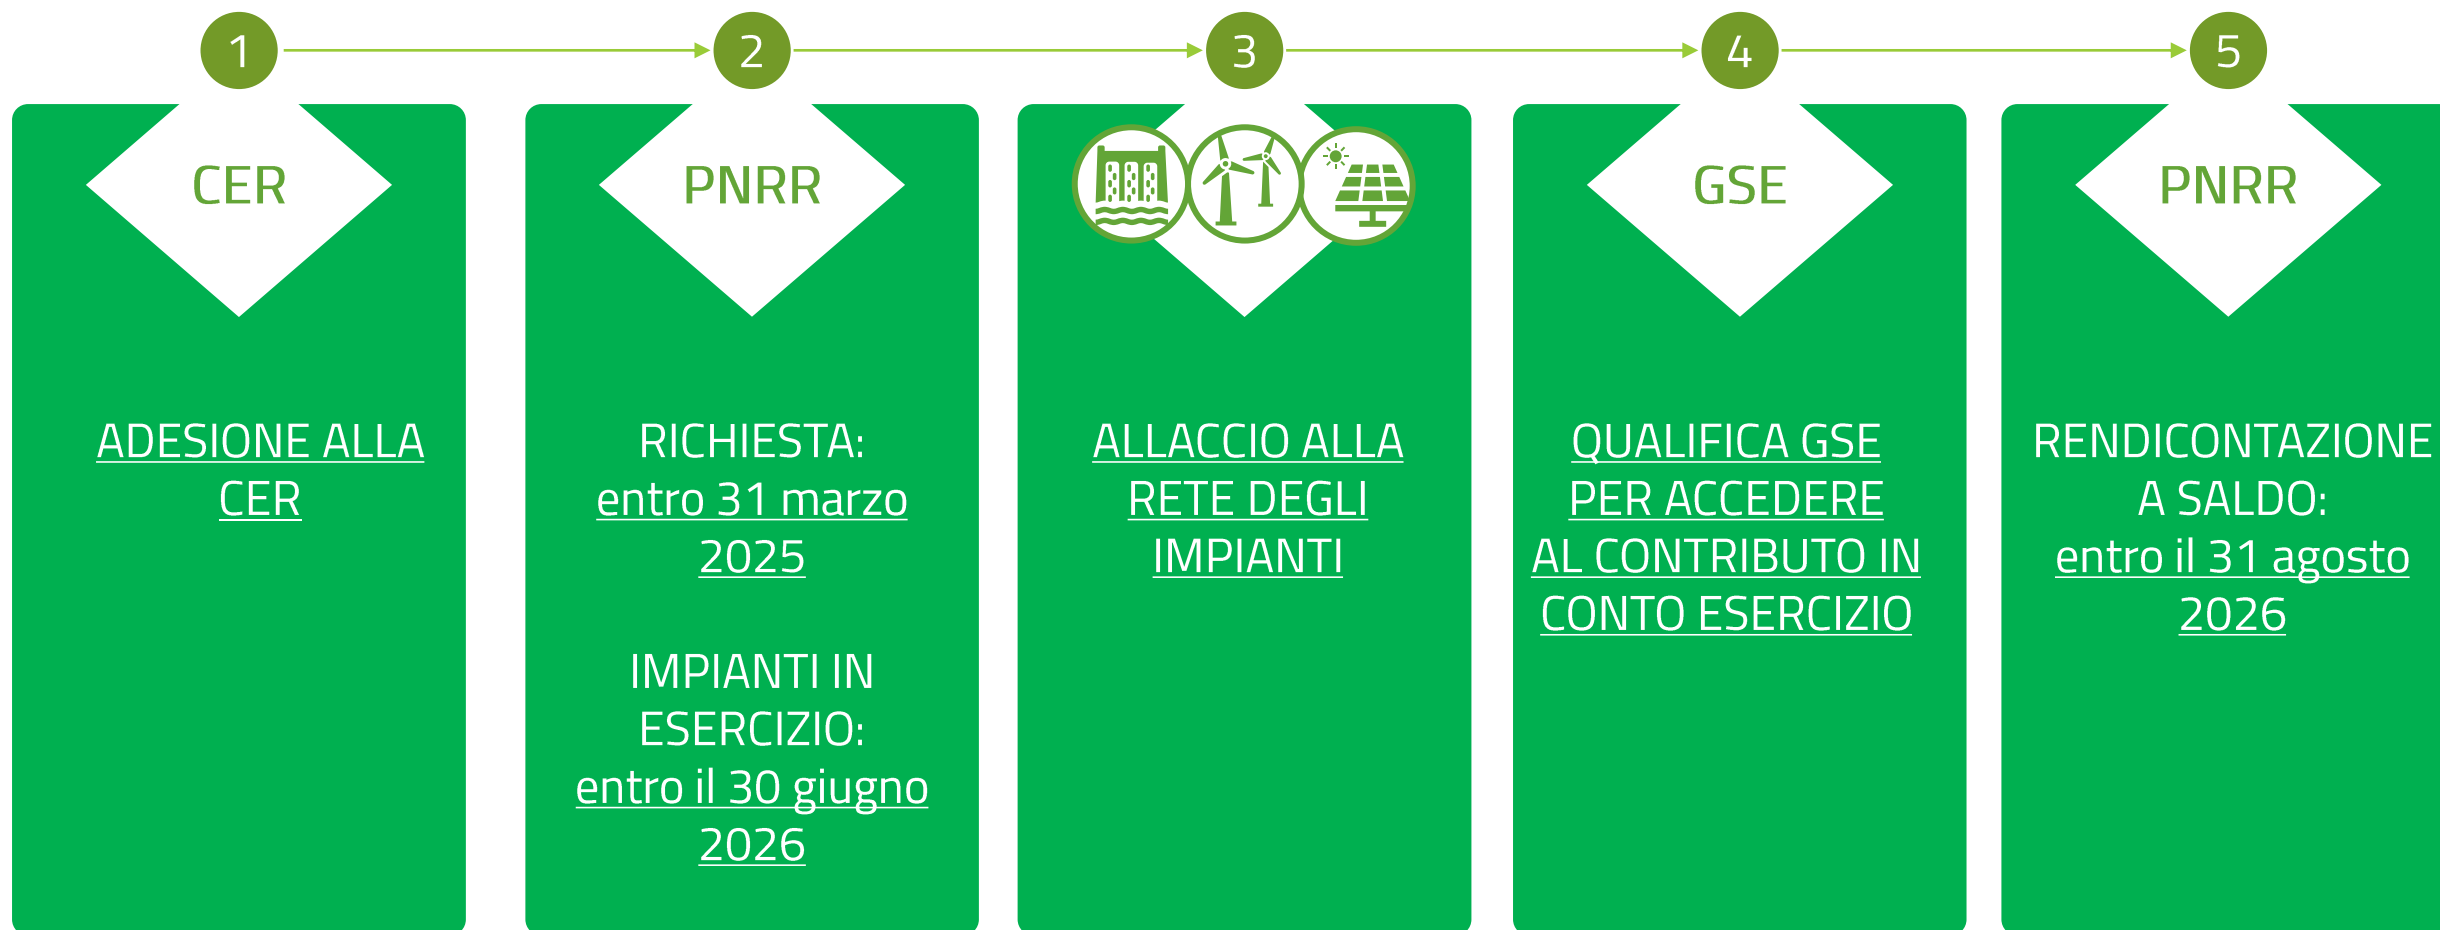 1
CER
ADESIONE ALLA
CER
2
PNRR
RICHIESTA:
entro 31 marzo
2025
IMPIANTI IN
ESERCIZIO:
entro il 30 giugno
2026
3
ALLACCIO ALLA
RETE DEGLI
IMPIANTI
4
GSE
QUALIFICA GSE
PER ACCEDERE
AL CONTRIBUTO IN
CONTO ESERCIZIO
5
PNRR
RENDICONTAZIONE
A SALDO:
entro il 31 agosto
2026